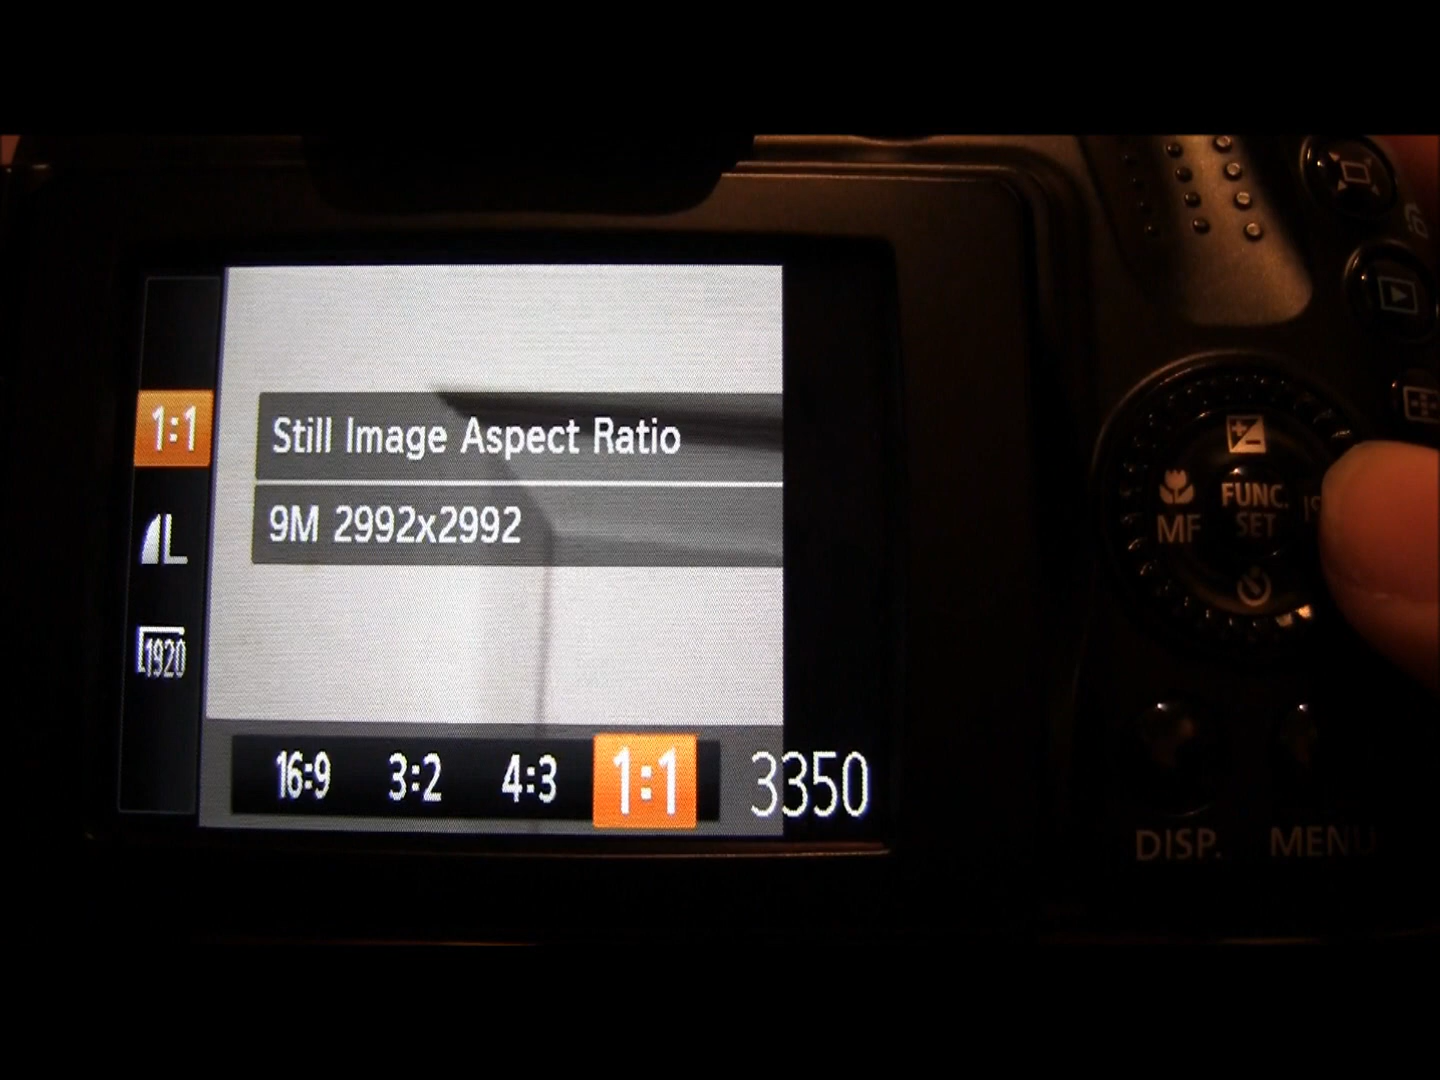 1:1
Still Image Aspect Ratio
9M 2992x2992
L
1920
16:9 3:2 4:3 1:1 3350
MF
FUNC.
SET
DISP. MENU